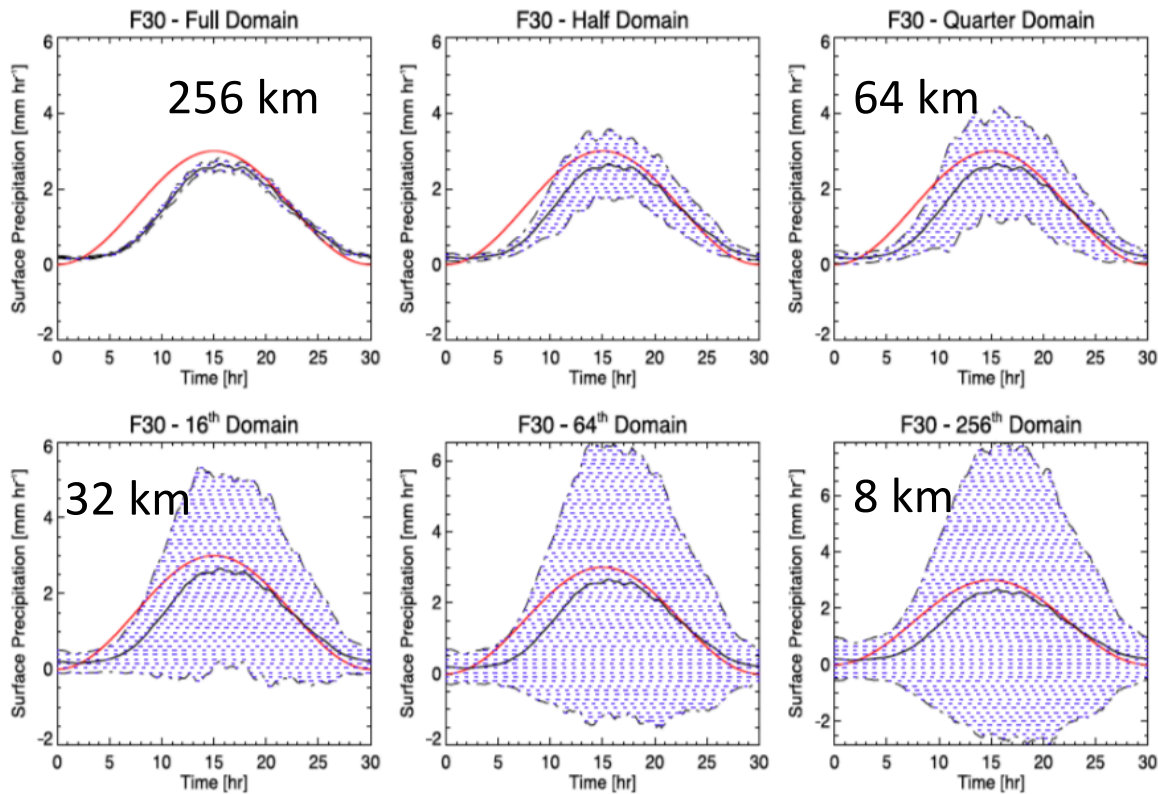 F30 - Full Domain
256 km
Surface Precipitation [mm hr⁻¹]
6
4
2
0
-2
0 5 10 15 20 25 30
Time [hr]
F30 - Half Domain
Surface Precipitation [mm hr⁻¹]
6
4
2
0
-2
0 5 10 15 20 25 30
Time [hr]
F30 - Quarter Domain
64 km
Surface Precipitation [mm hr⁻¹]
6
4
2
0
-2
0 5 10 15 20 25 30
Time [hr]
F30 - 16th Domain
32 km
Surface Precipitation [mm hr⁻¹]
6
4
2
0
-2
0 5 10 15 20 25 30
Time [hr]
F30 - 64th Domain
Surface Precipitation [mm hr⁻¹]
6
4
2
0
-2
0 5 10 15 20 25 30
Time [hr]
F30 - 256th Domain
8 km
Surface Precipitation [mm hr⁻¹]
6
4
2
0
-2
0 5 10 15 20 25 30
Time [hr]